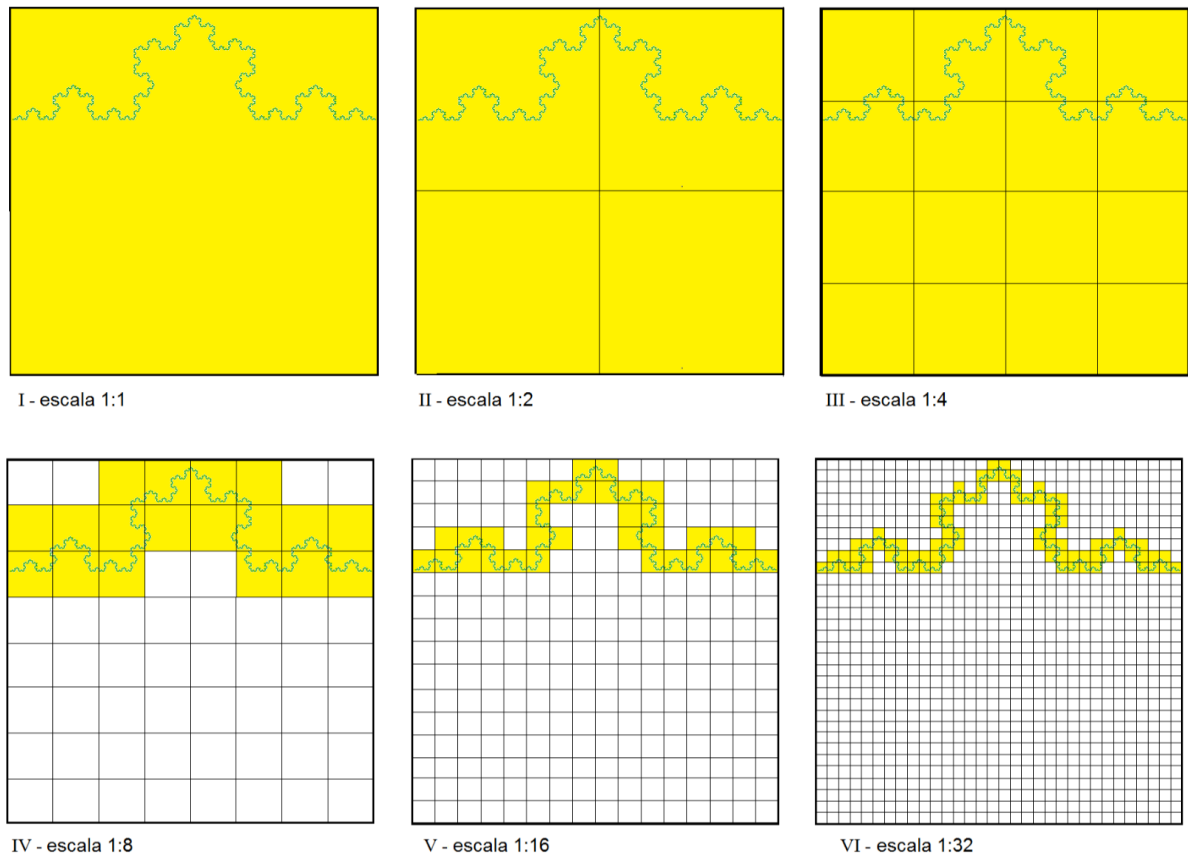 I - escala 1:1
II - escala 1:2
III - escala 1:4
IV - escala 1:8
V - escala 1:16
VI - escala 1:32